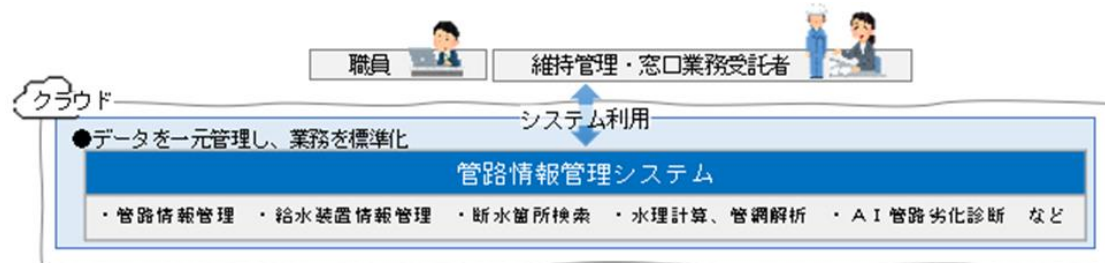 職員
維持管理・窓口業務受託者
クラウド
システム利用
●データを一元管理し、業務を標準化
管路情報管理システム
・管路情報管理 ・給水装置情報管理 ・断水箇所検索 ・水理計算、管網解析 ・AI管路劣化診断 など